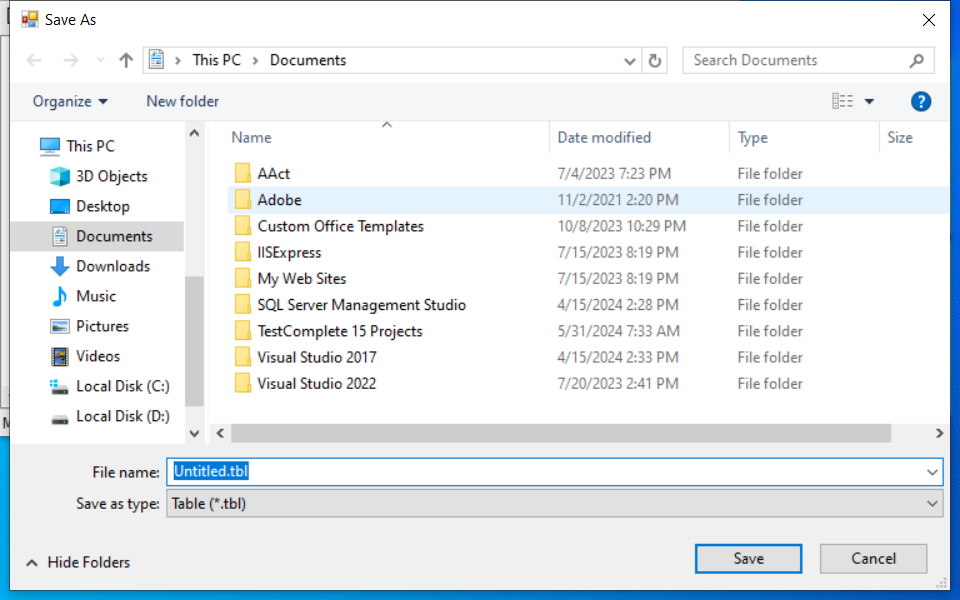 Save As
This PC > Documents
Search Documents
Organize
New folder
?
Name Date modified Type Size
This PC
3D Objects
Desktop
Documents
Downloads
Music
Pictures
Videos
Local Disk (C:)
Local Disk (D:)
AAct 7/4/2023 7:23 PM File folder
Adobe 11/2/2021 2:20 PM File folder
Custom Office Templates 10/8/2023 10:29 PM File folder
IISExpress 7/15/2023 8:19 PM File folder
My Web Sites 7/15/2023 8:19 PM File folder
SQL Server Management Studio 4/15/2024 2:28 PM File folder
TestComplete 15 Projects 5/31/2024 7:33 AM File folder
Visual Studio 2017 4/15/2024 2:33 PM File folder
Visual Studio 2022 7/20/2023 2:41 PM File folder
File name: Untitled.tbl
Save as type: Table (*.tbl)
Hide Folders
Save
Cancel